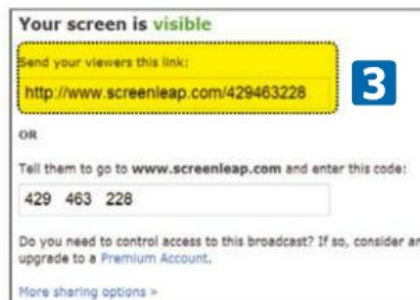 Your screen is visible
Send your viewers this link:
http://www.screenleap.com/429463228
3
OR
Tell them to go to www.screenleap.com and enter this code:
429 463 228
Do you need to control access to this broadcast? If so, consider
upgrade to a Premium Account.
More sharing options »